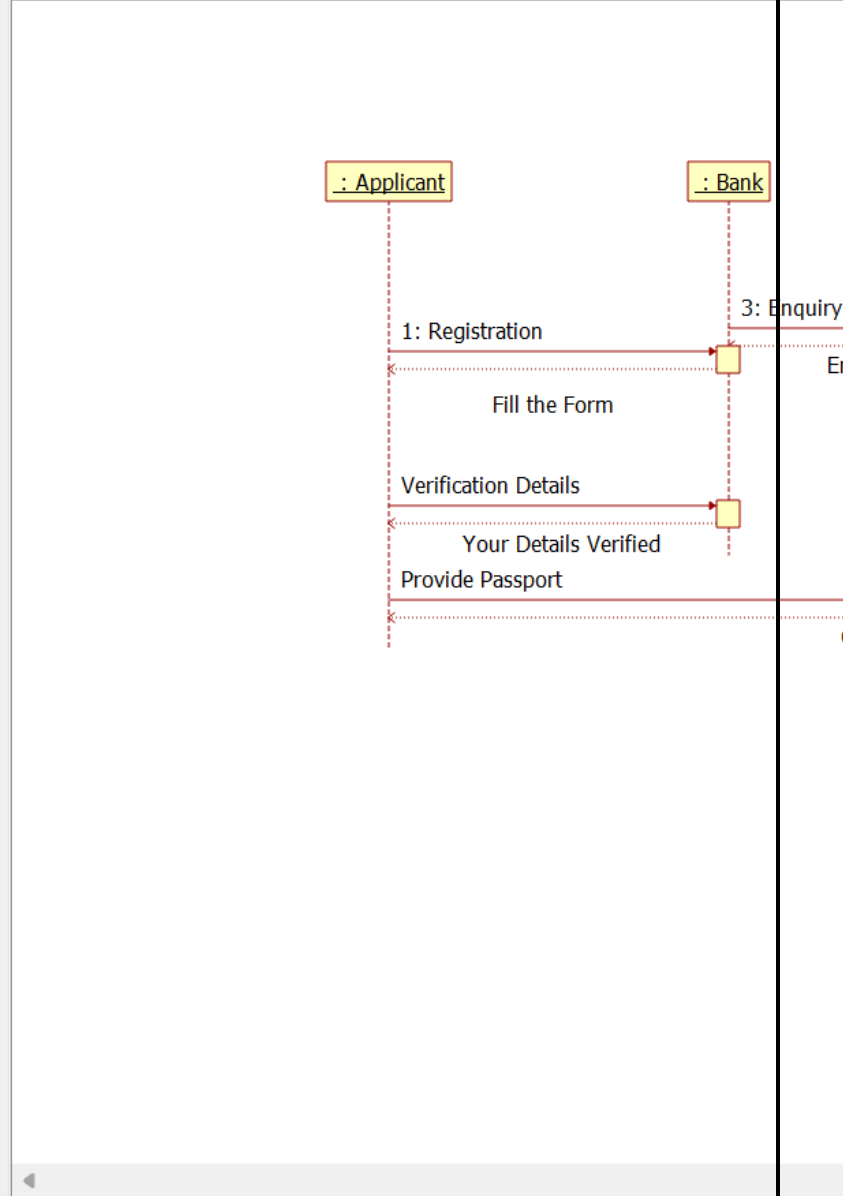 : Applicant
: Bank
3: Enquiry
1: Registration
Fill the Form
Verification Details
Your Details Verified
Provide Passport